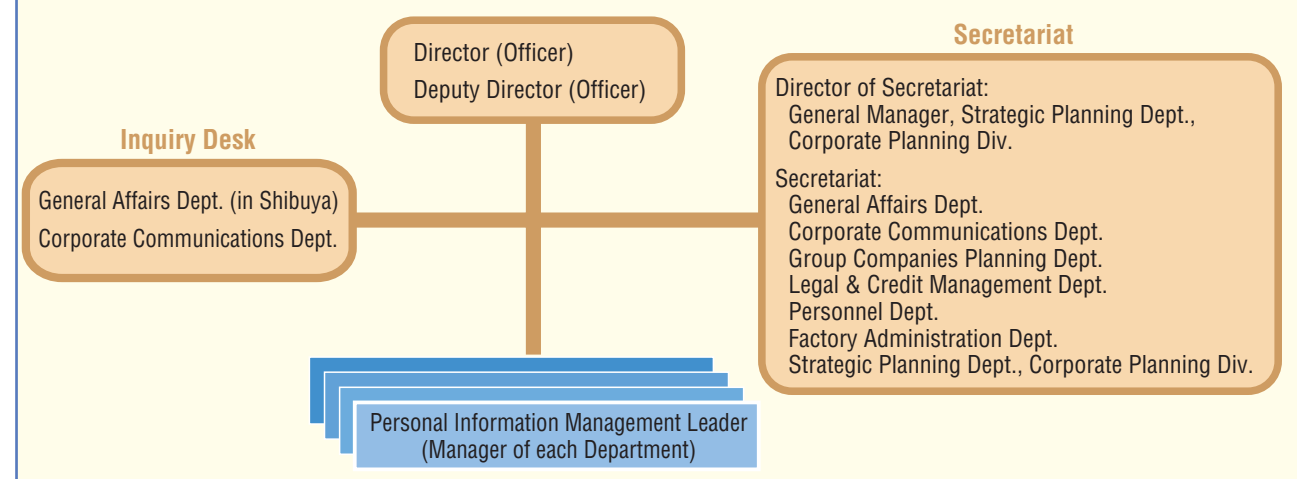 Director (Officer)
Deputy Director (Officer)
Inquiry Desk
General Affairs Dept. (in Shibuya)
Corporate Communications Dept.
Secretariat
Director of Secretariat:
General Manager, Strategic Planning Dept.,
Corporate Planning Div.
Secretariat:
General Affairs Dept.
Corporate Communications Dept.
Group Companies Planning Dept.
Legal & Credit Management Dept.
Personnel Dept.
Factory Administration Dept.
Strategic Planning Dept., Corporate Planning Div.
Personal Information Management Leader
(Manager of each Department)